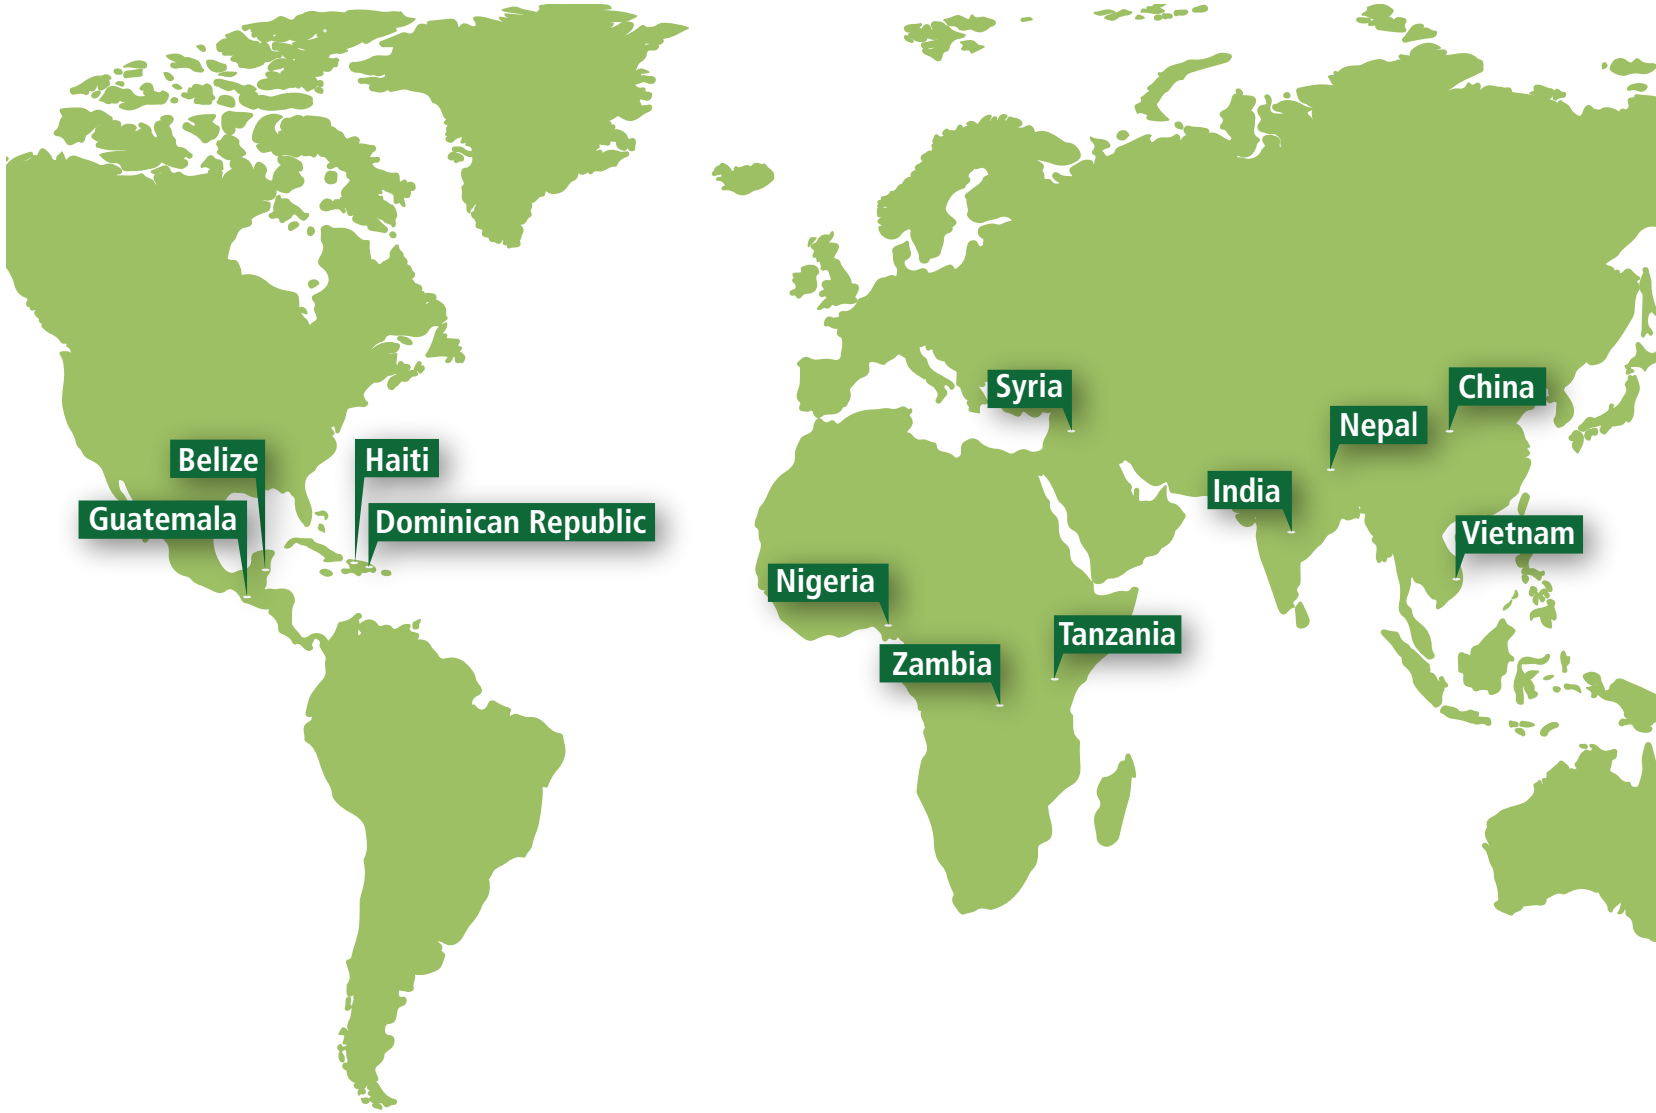 Syria
China
Nepal
Belize
Haiti
India
Guatemala
Dominican Republic
Vietnam
Nigeria
Tanzania
Zambia